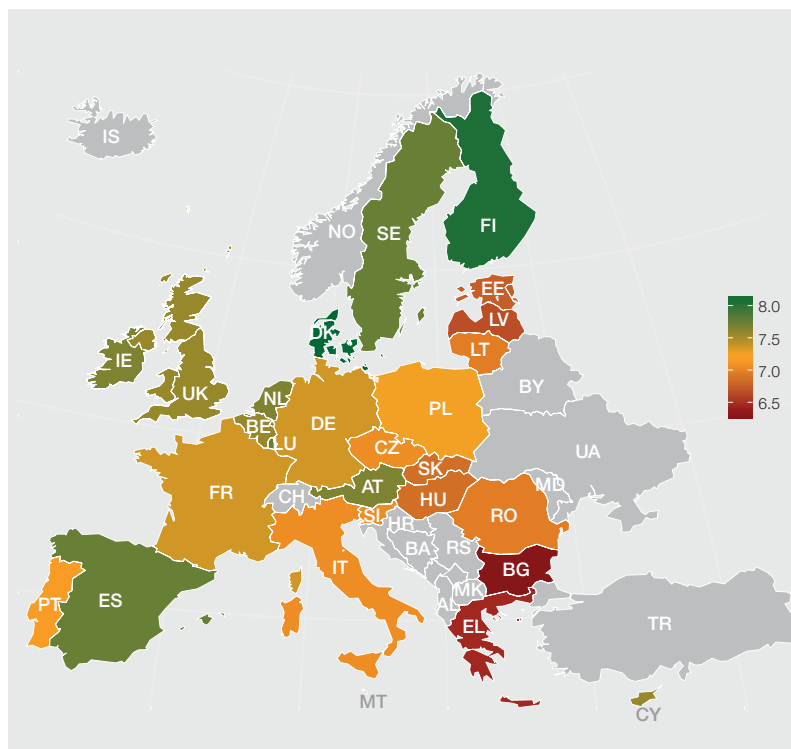 IS
NO
SE
FI
EE
LV
LT
DK
IE
UK
NL
BE
LU
DE
PL
BY
CZ
SK
UA
FR
CH
AT
HU
MD
SI
HR
RO
BA
RS
IT
BG
MK
AL
PT
ES
EL
TR
MT
CY
8.0
7.5
7.0
6.5